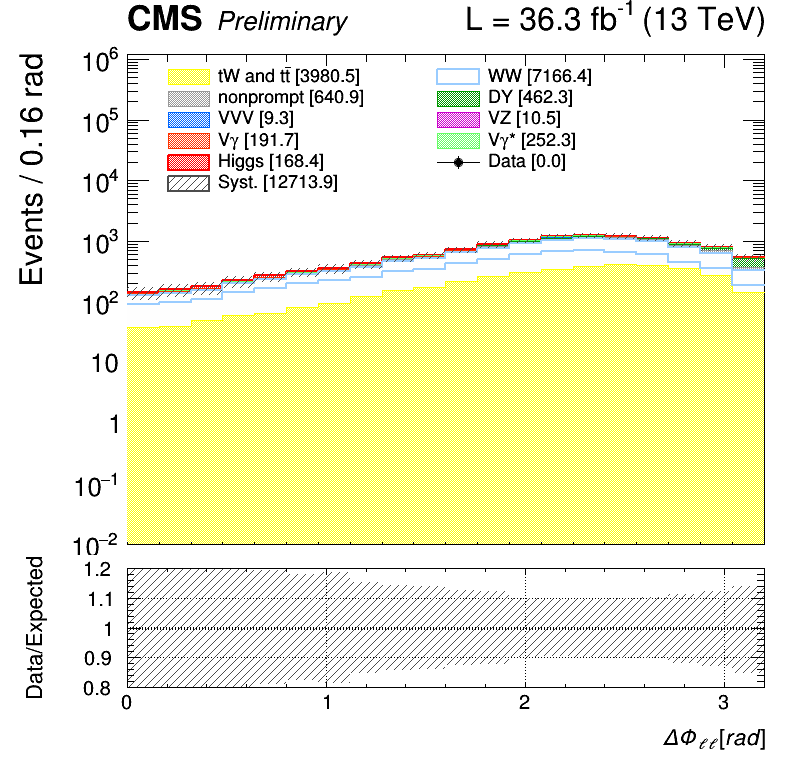 CMS Preliminary L = 36.3 fb⁻¹ (13 TeV)
Events / 0.16 rad
10⁶
10⁵
10⁴
10³
10²
10
1
10⁻¹
10⁻²
tW and tt̄ [3980.5]
nonprompt [640.9]
VVV [9.3]
Vγ [191.7]
Higgs [168.4]
Syst. [12713.9]
WW [7166.4]
DY [462.3]
VZ [10.5]
Vγ* [252.3]
Data [0.0]
Data/Expected
1.2
1.1
1
0.9
0.8
0 1 2 3
ΔΦℓℓ[rad]